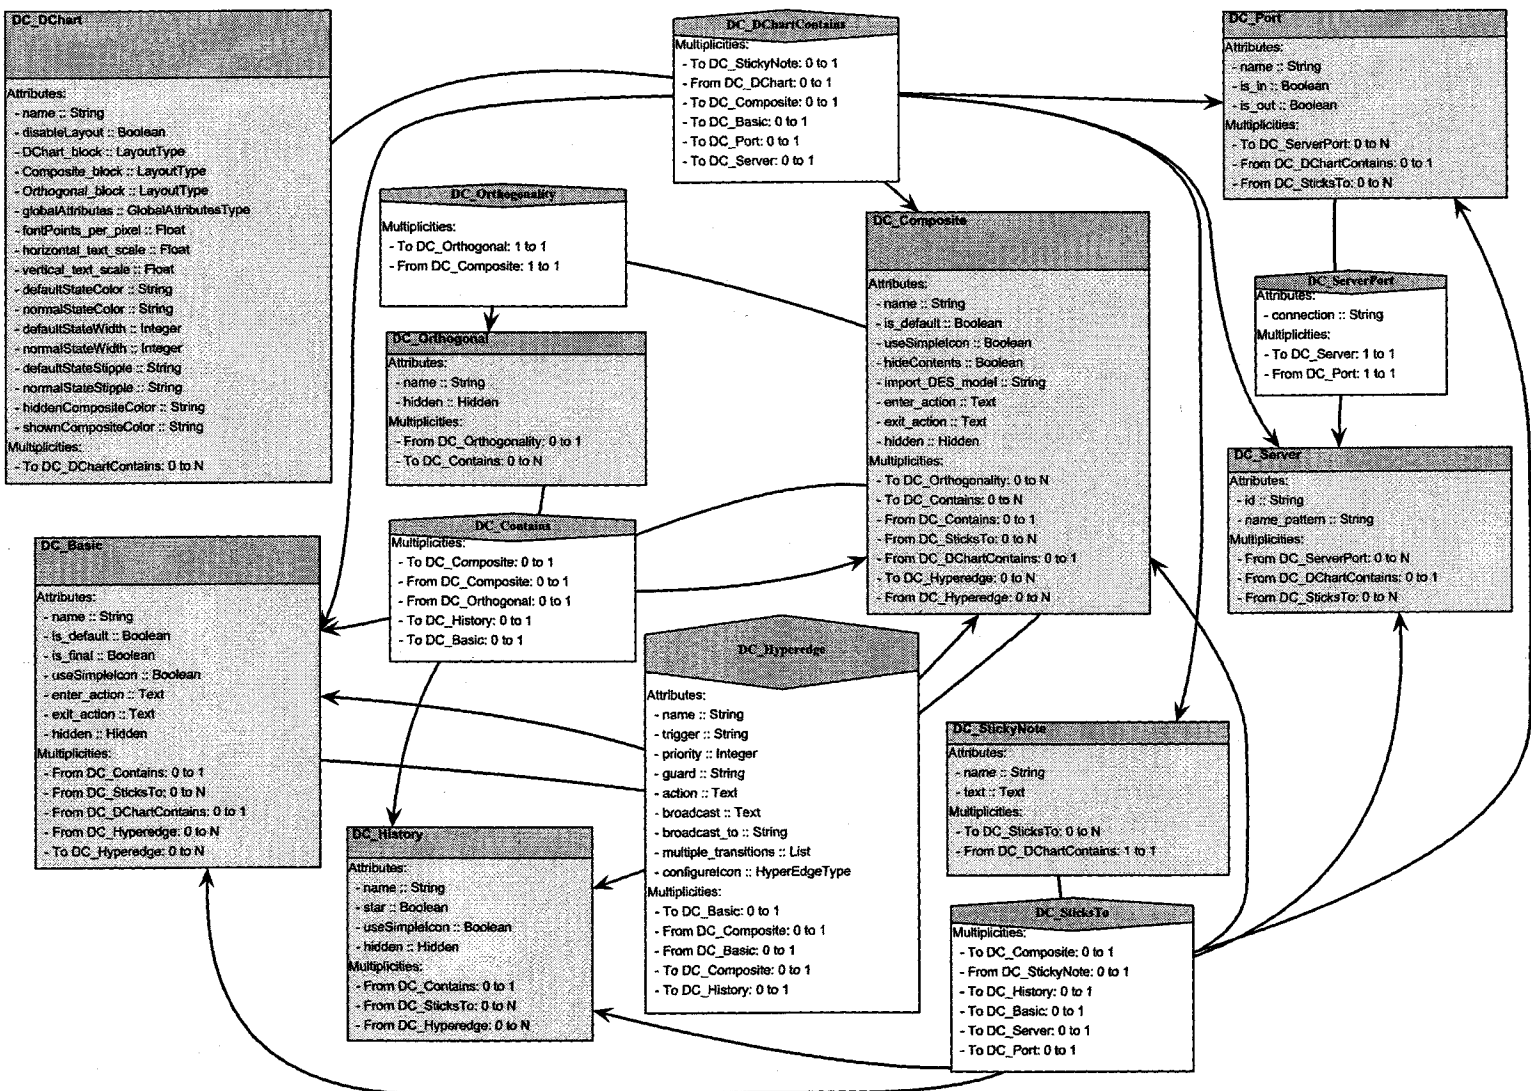 DC_DChart
Attributes:
- name :: String
- disableLayout :: Boolean
- DChart_block :: LayoutType
- Composite_block :: LayoutType
- Orthogonal_block :: LayoutType
- globalAttributes :: GlobalAttributesType
- fontPoints_per_pixel :: Float
- horizontal_text_scale :: Float
- vertical_text_scale :: Float
- defaultStateColor :: String
- normalStateColor :: String
- defaultStateWidth :: Integer
- normalStateWidth :: Integer
- defaultStateStipple :: String
- normalStateStipple :: String
- hiddenCompositeColor :: String
- shownCompositeColor :: String
Multiplicities:
- To DC_DChartContains: 0 to N
DC_DChartContains
Multiplicities:
- To DC_StickyNote: 0 to 1
- From DC_DChart: 0 to 1
- To DC_Composite: 0 to 1
- To DC_Basic: 0 to 1
- To DC_Port: 0 to 1
- To DC_Server: 0 to 1
DC_Port
Attributes:
- name :: String
- is_in :: Boolean
- is_out :: Boolean
Multiplicities:
- To DC_ServerPort: 0 to N
- From DC_DChartContains: 0 to 1
- From DC_SticksTo: 0 to N
DC_Orthogonality
Multiplicities:
- To DC_Orthogonal: 1 to 1
- From DC_Composite: 1 to 1
DC_Composite
Attributes:
- name :: String
- is_default :: Boolean
- useSimpleIcon :: Boolean
- hideContents :: Boolean
- import_DES_model :: String
- enter_action :: Text
- exit_action :: Text
- hidden :: Hidden
Multiplicities:
- To DC_Orthogonality: 0 to N
- To DC_Contains: 0 to N
- From DC_Contains: 0 to 1
- From DC_SticksTo: 0 to N
- From DC_DChartContains: 0 to 1
- To DC_Hyperedge: 0 to N
- From DC_Hyperedge: 0 to N
DC_ServerPort
Attributes:
- connection :: String
Multiplicities:
- To DC_Server: 1 to 1
- From DC_Port: 1 to 1
DC_Orthogonal
Attributes:
- name :: String
- hidden :: Hidden
Multiplicities:
- From DC_Orthogonality: 0 to 1
- To DC_Contains: 0 to N
DC_Server
Attributes:
- id :: String
- name_pattern :: String
Multiplicities:
- From DC_ServerPort: 0 to N
- From DC_DChartContains: 0 to 1
- From DC_SticksTo: 0 to N
DC_Contains
Multiplicities:
- To DC_Composite: 0 to 1
- From DC_Composite: 0 to 1
- From DC_Orthogonal: 0 to 1
- To DC_History: 0 to 1
- To DC_Basic: 0 to 1
DC_Basic
Attributes:
- name :: String
- is_default :: Boolean
- is_final :: Boolean
- useSimpleIcon :: Boolean
- enter_action :: Text
- exit_action :: Text
- hidden :: Hidden
Multiplicities:
- From DC_Contains: 0 to 1
- From DC_SticksTo: 0 to N
- From DC_DChartContains: 0 to 1
- From DC_Hyperedge: 0 to N
- To DC_Hyperedge: 0 to N
DC_Hyperedge
Attributes:
- name :: String
- trigger :: String
- priority :: Integer
- guard :: String
- action :: Text
- broadcast :: Text
- broadcast_to :: String
- multiple_transitions :: List
- configureIcon :: HyperEdgeType
Multiplicities:
- To DC_Basic: 0 to 1
- From DC_Composite: 0 to 1
- From DC_Basic: 0 to 1
- To DC_Composite: 0 to 1
- To DC_History: 0 to 1
DC_StickyNote
Attributes:
- name :: String
- text :: Text
Multiplicities:
- To DC_SticksTo: 0 to N
- From DC_DChartContains: 1 to 1
DC_History
Attributes:
- name :: String
- star :: Boolean
- useSimpleIcon :: Boolean
- hidden :: Hidden
Multiplicities:
- From DC_Contains: 0 to 1
- From DC_SticksTo: 0 to N
- From DC_Hyperedge: 0 to N
DC_SticksTo
Multiplicities:
- To DC_Composite: 0 to 1
- From DC_StickyNote: 0 to 1
- To DC_History: 0 to 1
- To DC_Basic: 0 to 1
- To DC_Server: 0 to 1
- To DC_Port: 0 to 1